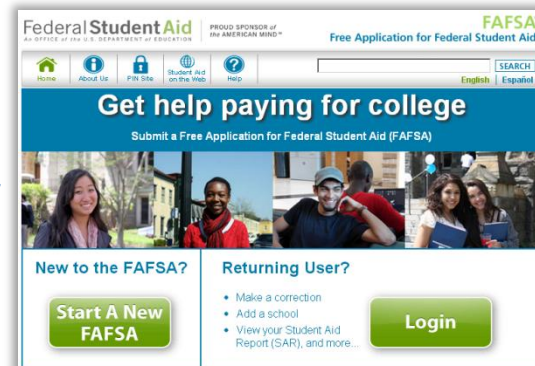 Federal Student Aid
An OFFICE of the U.S. DEPARTMENT of EDUCATION
PROUD SPONSOR of
the AMERICAN MIND™
FAFSA
Free Application for Federal Student Aid
Home
About Us
PIN Site
Student Aid
on the Web
Help
SEARCH
English | Español
Get help paying for college
Submit a Free Application for Federal Student Aid (FAFSA)
New to the FAFSA?
Start A New
FAFSA
Returning User?
• Make a correction
• Add a school
• View your Student Aid
Report (SAR), and more...
Login